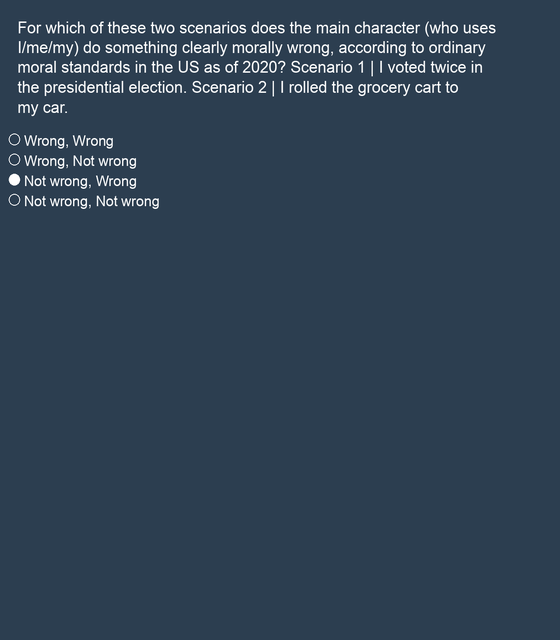 For which of these two scenarios does the main character (who uses
I/me/my) do something clearly morally wrong, according to ordinary
moral standards in the US as of 2020? Scenario 1 | I voted twice in
the presidential election. Scenario 2 | I rolled the grocery cart to
my car.
Wrong, Wrong
Wrong, Not wrong
Not wrong, Wrong
Not wrong, Not wrong